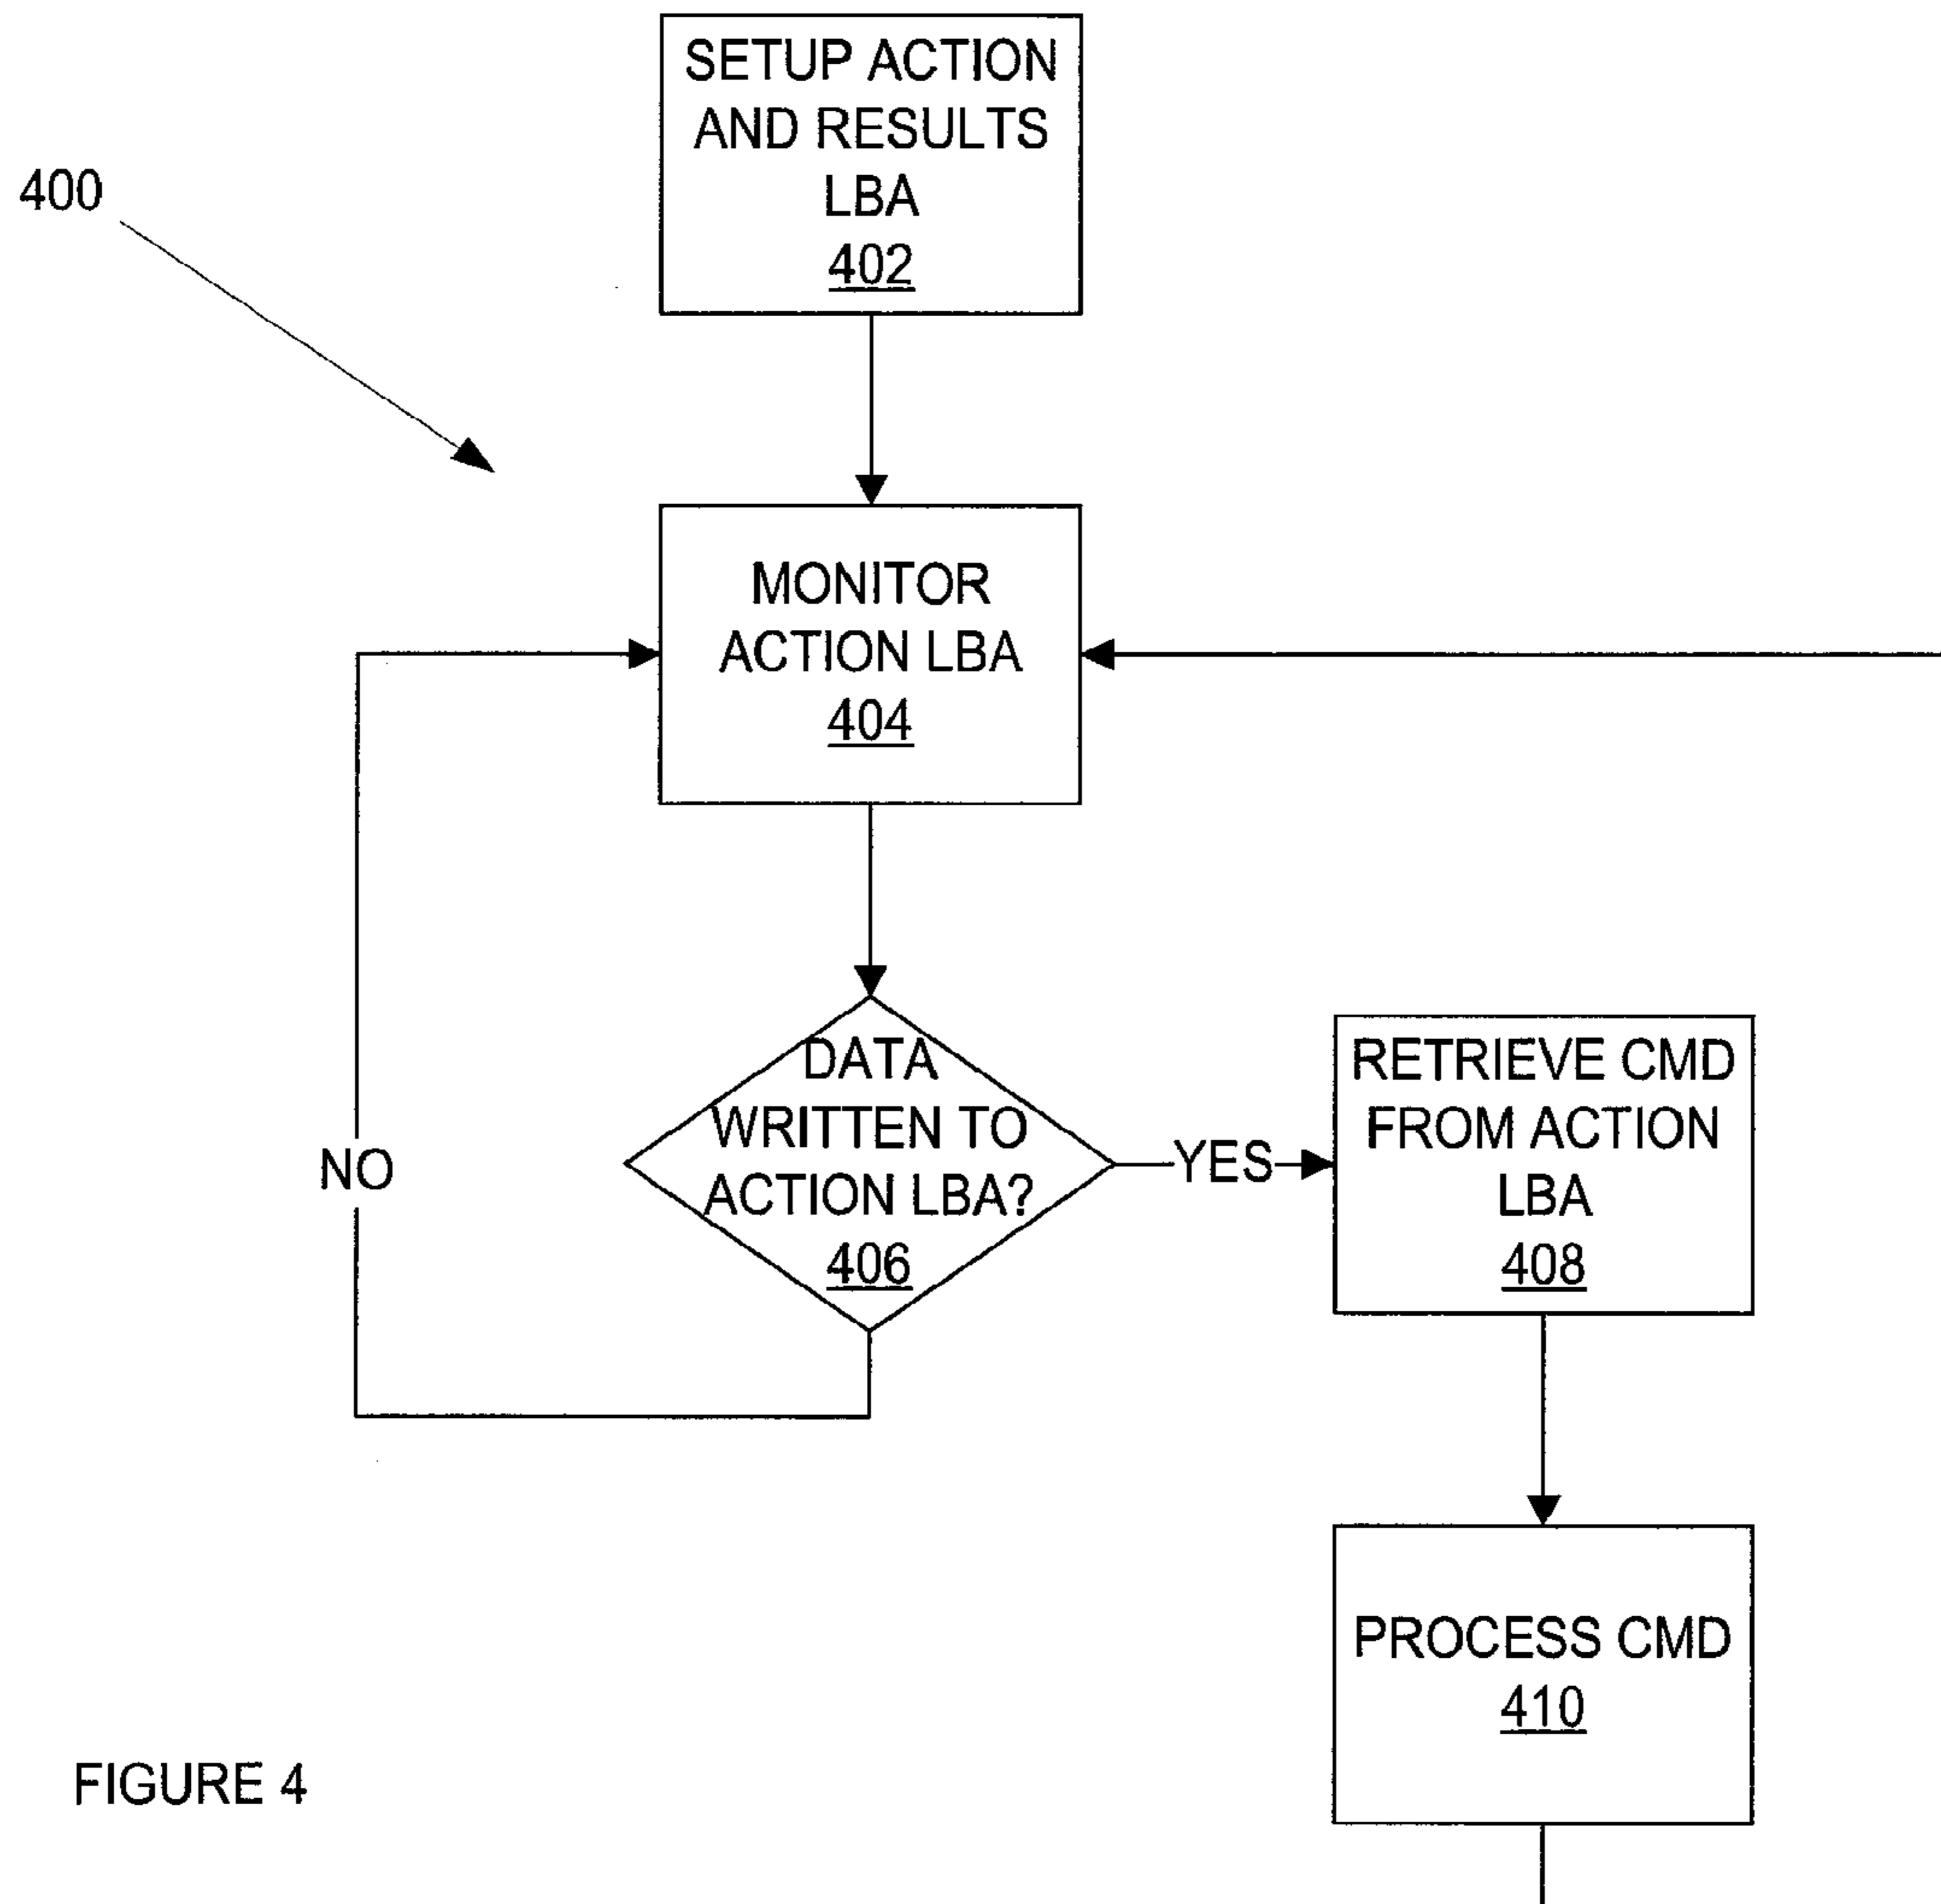 SETUP ACTION
AND RESULTS
LBA
402
400
MONITOR
ACTION LBA
404
DATA
WRITTEN TO
ACTION LBA?
406
NO
YES
RETRIEVE CMD
FROM ACTION
LBA
408
PROCESS CMD
410
FIGURE 4